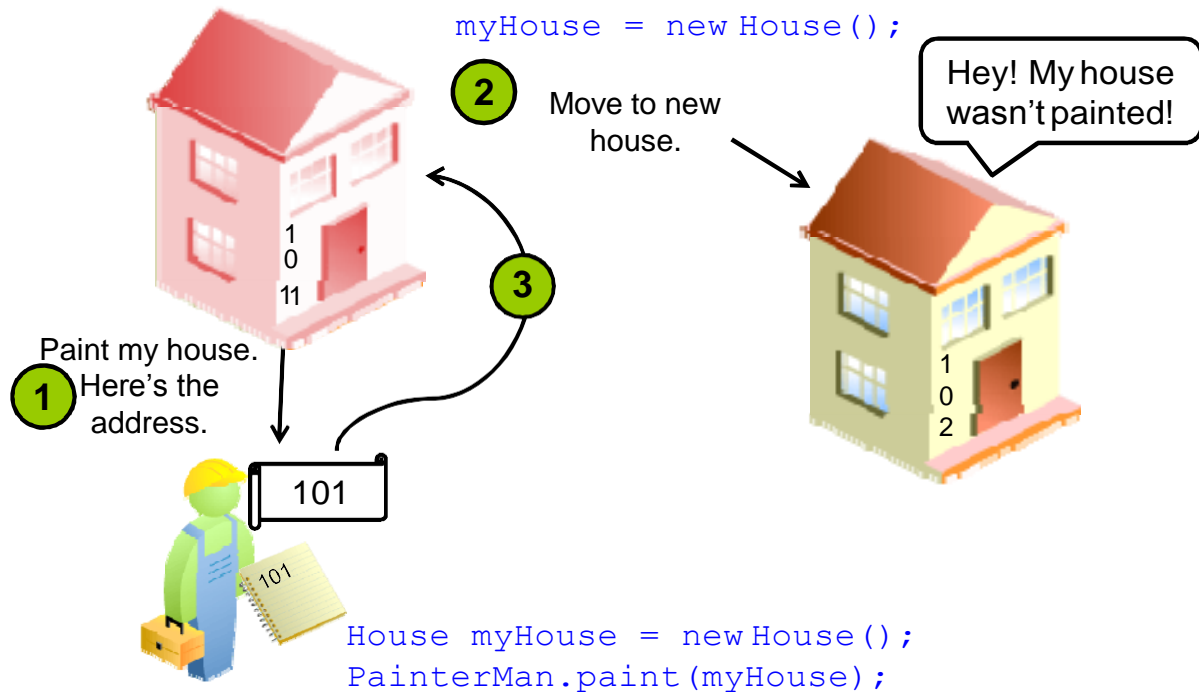 myHouse = new House();
2
Move to new
house.
Hey! My house
wasn't painted!
1
0
11
3
Paint my house.
1
Here's the
address.
1
0
2
101
101
House myHouse = new House();
PainterMan.paint(myHouse);